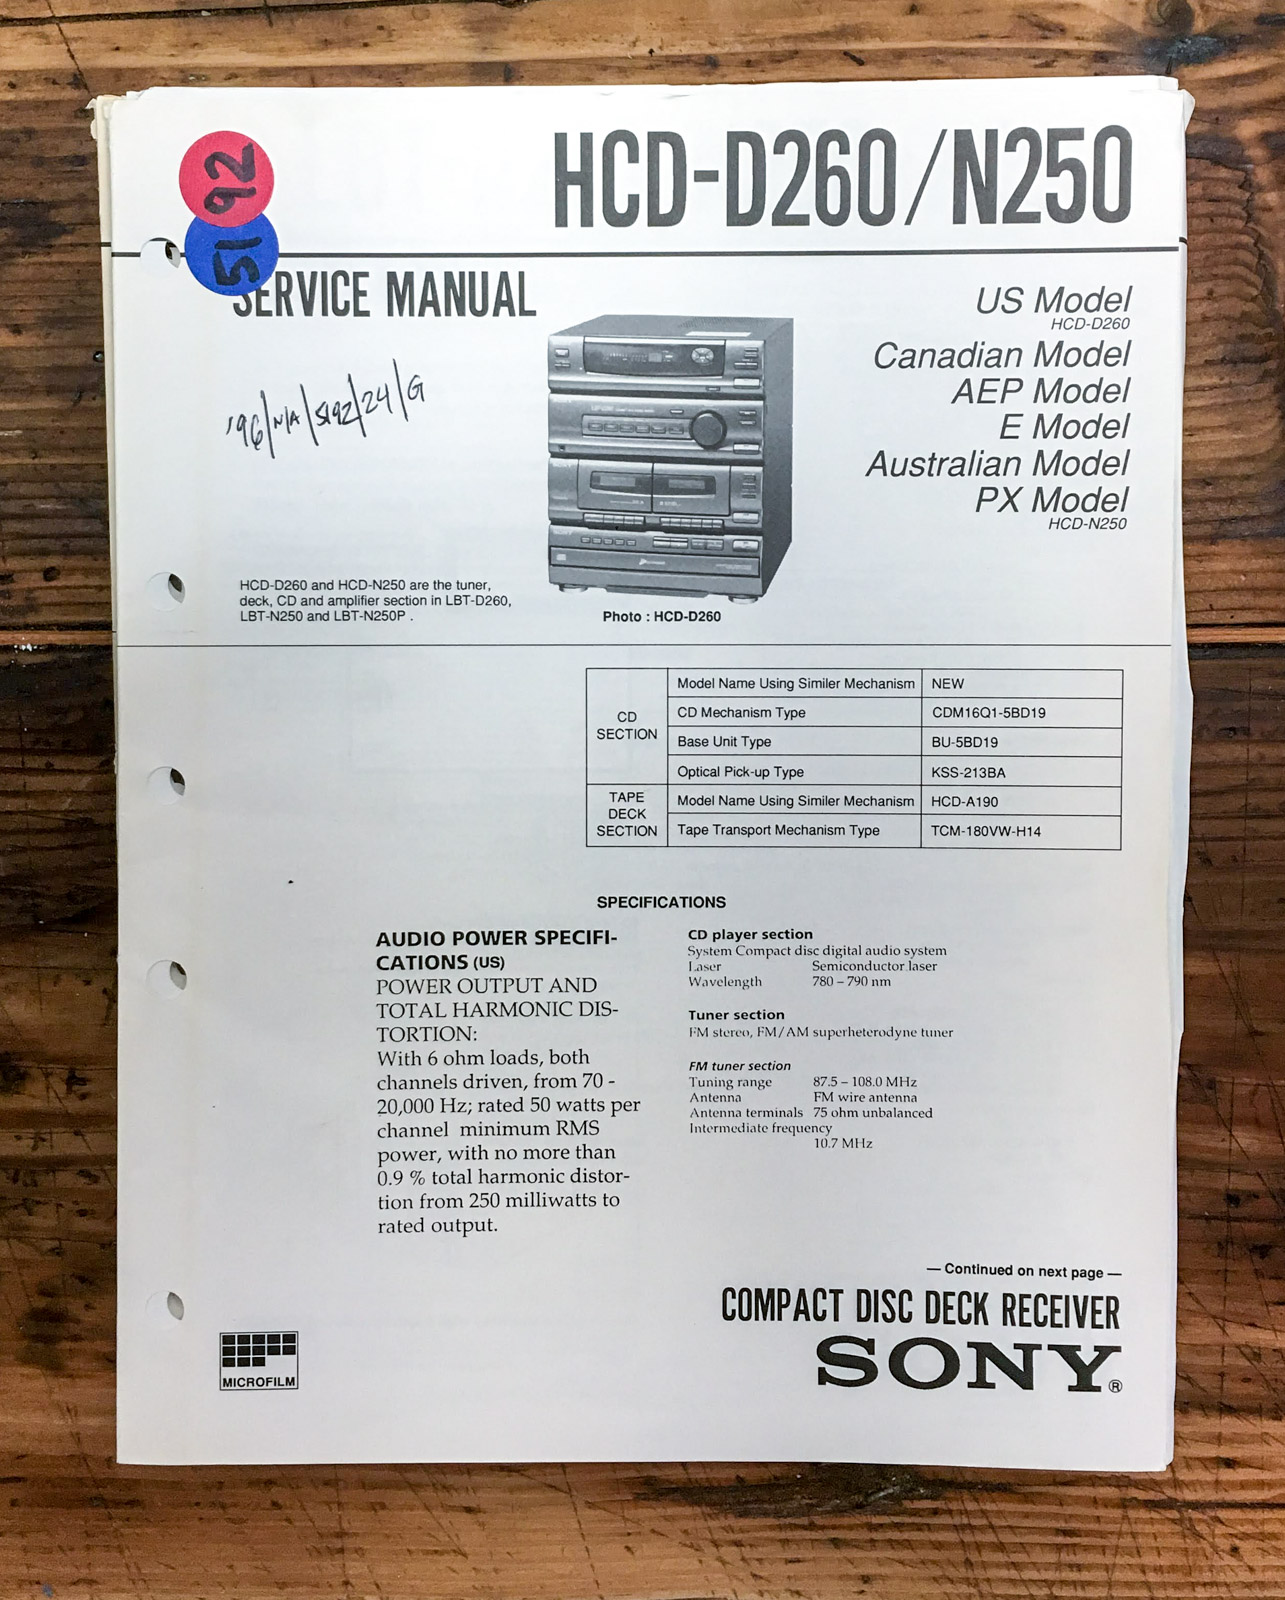 92
51
HCD-D260/N250
SERVICE MANUAL
'96/N/A/5192/24/G
US Model
HCD-D260
Canadian Model
AEP Model
E Model
Australian Model
PX Model
HCD-N250
HCD-D260 and HCD-N250 are the tuner,
deck, CD and amplifier section in LBT-D260,
LBT-N250 and LBT-N250P .
Photo : HCD-D260
CD SECTION
Model Name Using Similer Mechanism NEW
CD Mechanism Type CDM16Q1-5BD19
Base Unit Type BU-5BD19
Optical Pick-up Type KSS-213BA
TAPE DECK SECTION
Model Name Using Similer Mechanism HCD-A190
Tape Transport Mechanism Type TCM-180VW-H14
SPECIFICATIONS
AUDIO POWER SPECIFI-
CATIONS (US)
POWER OUTPUT AND
TOTAL HARMONIC DIS-
TORTION:
With 6 ohm loads, both
channels driven, from 70 -
20,000 Hz; rated 50 watts per
channel minimum RMS
power, with no more than
0.9 % total harmonic distor-
tion from 250 milliwatts to
rated output.
CD player section
System Compact disc digital audio system
Laser Semiconductor laser
Wavelength 780 – 790 nm
Tuner section
FM stereo, FM/AM superheterodyne tuner
FM tuner section
Tuning range 87.5 – 108.0 MHz
Antenna FM wire antenna
Antenna terminals 75 ohm unbalanced
Intermediate frequency
10.7 MHz
— Continued on next page —
COMPACT DISC DECK RECEIVER
SONY®
MICROFILM